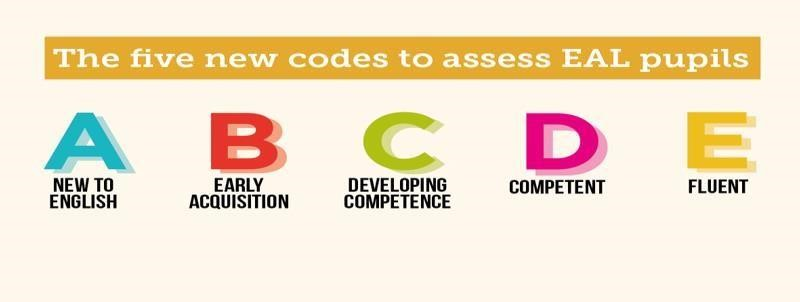 The five new codes to assess EAL pupils
A B C D E
NEW TO ENGLISH
EARLY ACQUISITION
DEVELOPING COMPETENCE
COMPETENT
FLUENT